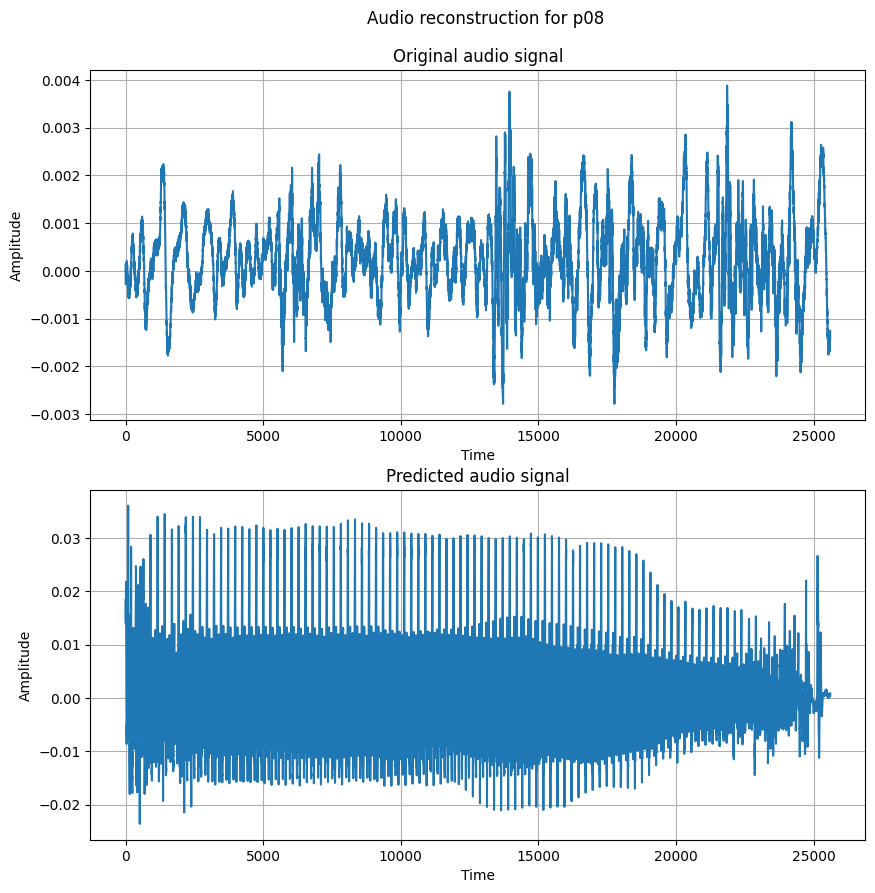 Audio reconstruction for p08
Original audio signal
0.004
0.003
0.002
0.001
0.000
−0.001
−0.002
−0.003
Amplitude
0 5000 10000 15000 20000 25000
Time
Predicted audio signal
0.03
0.02
0.01
0.00
−0.01
−0.02
Amplitude
0 5000 10000 15000 20000 25000
Time